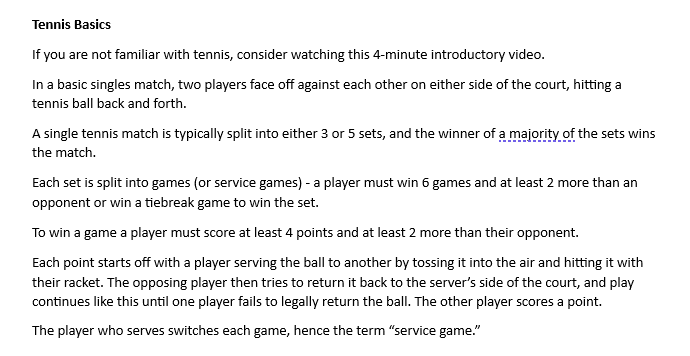 Tennis Basics
If you are not familiar with tennis, consider watching this 4-minute introductory video.
In a basic singles match, two players face off against each other on either side of the court, hitting a
tennis ball back and forth.
A single tennis match is typically split into either 3 or 5 sets, and the winner of a majority of the sets wins
the match.
Each set is split into games (or service games) - a player must win 6 games and at least 2 more than an
opponent or win a tiebreak game to win the set.
To win a game a player must score at least 4 points and at least 2 more than their opponent.
Each point starts off with a player serving the ball to another by tossing it into the air and hitting it with
their racket. The opposing player then tries to return it back to the server’s side of the court, and play
continues like this until one player fails to legally return the ball. The other player scores a point.
The player who serves switches each game, hence the term “service game.”